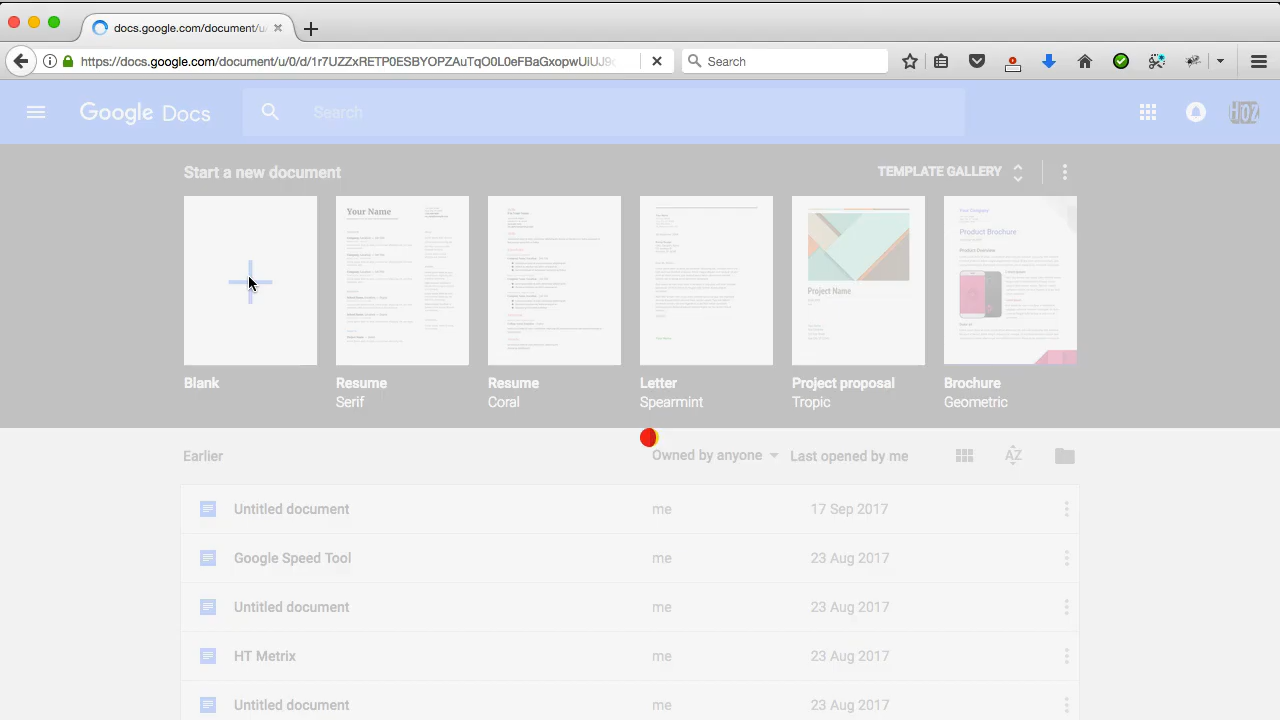 docs.google.com/document/u/
https://docs.google.com/document/u/0/d/1r7UZZxRETP0ESBYOPZAuTqO0L0eFBaGxopwUiUJ9
Search
Google Docs
Search
HOZ
Start a new document
TEMPLATE GALLERY
Your Name
Project Name
Product Brochure
Product Overview
Blank
Resume
Serif
Resume
Coral
Letter
Spearmint
Project proposal
Tropic
Brochure
Geometric
Earlier
Owned by anyone
Last opened by me
AZ
Untitled document me 17 Sep 2017
Google Speed Tool me 23 Aug 2017
Untitled document me 23 Aug 2017
HT Metrix me 23 Aug 2017
Untitled document me 23 Aug 2017